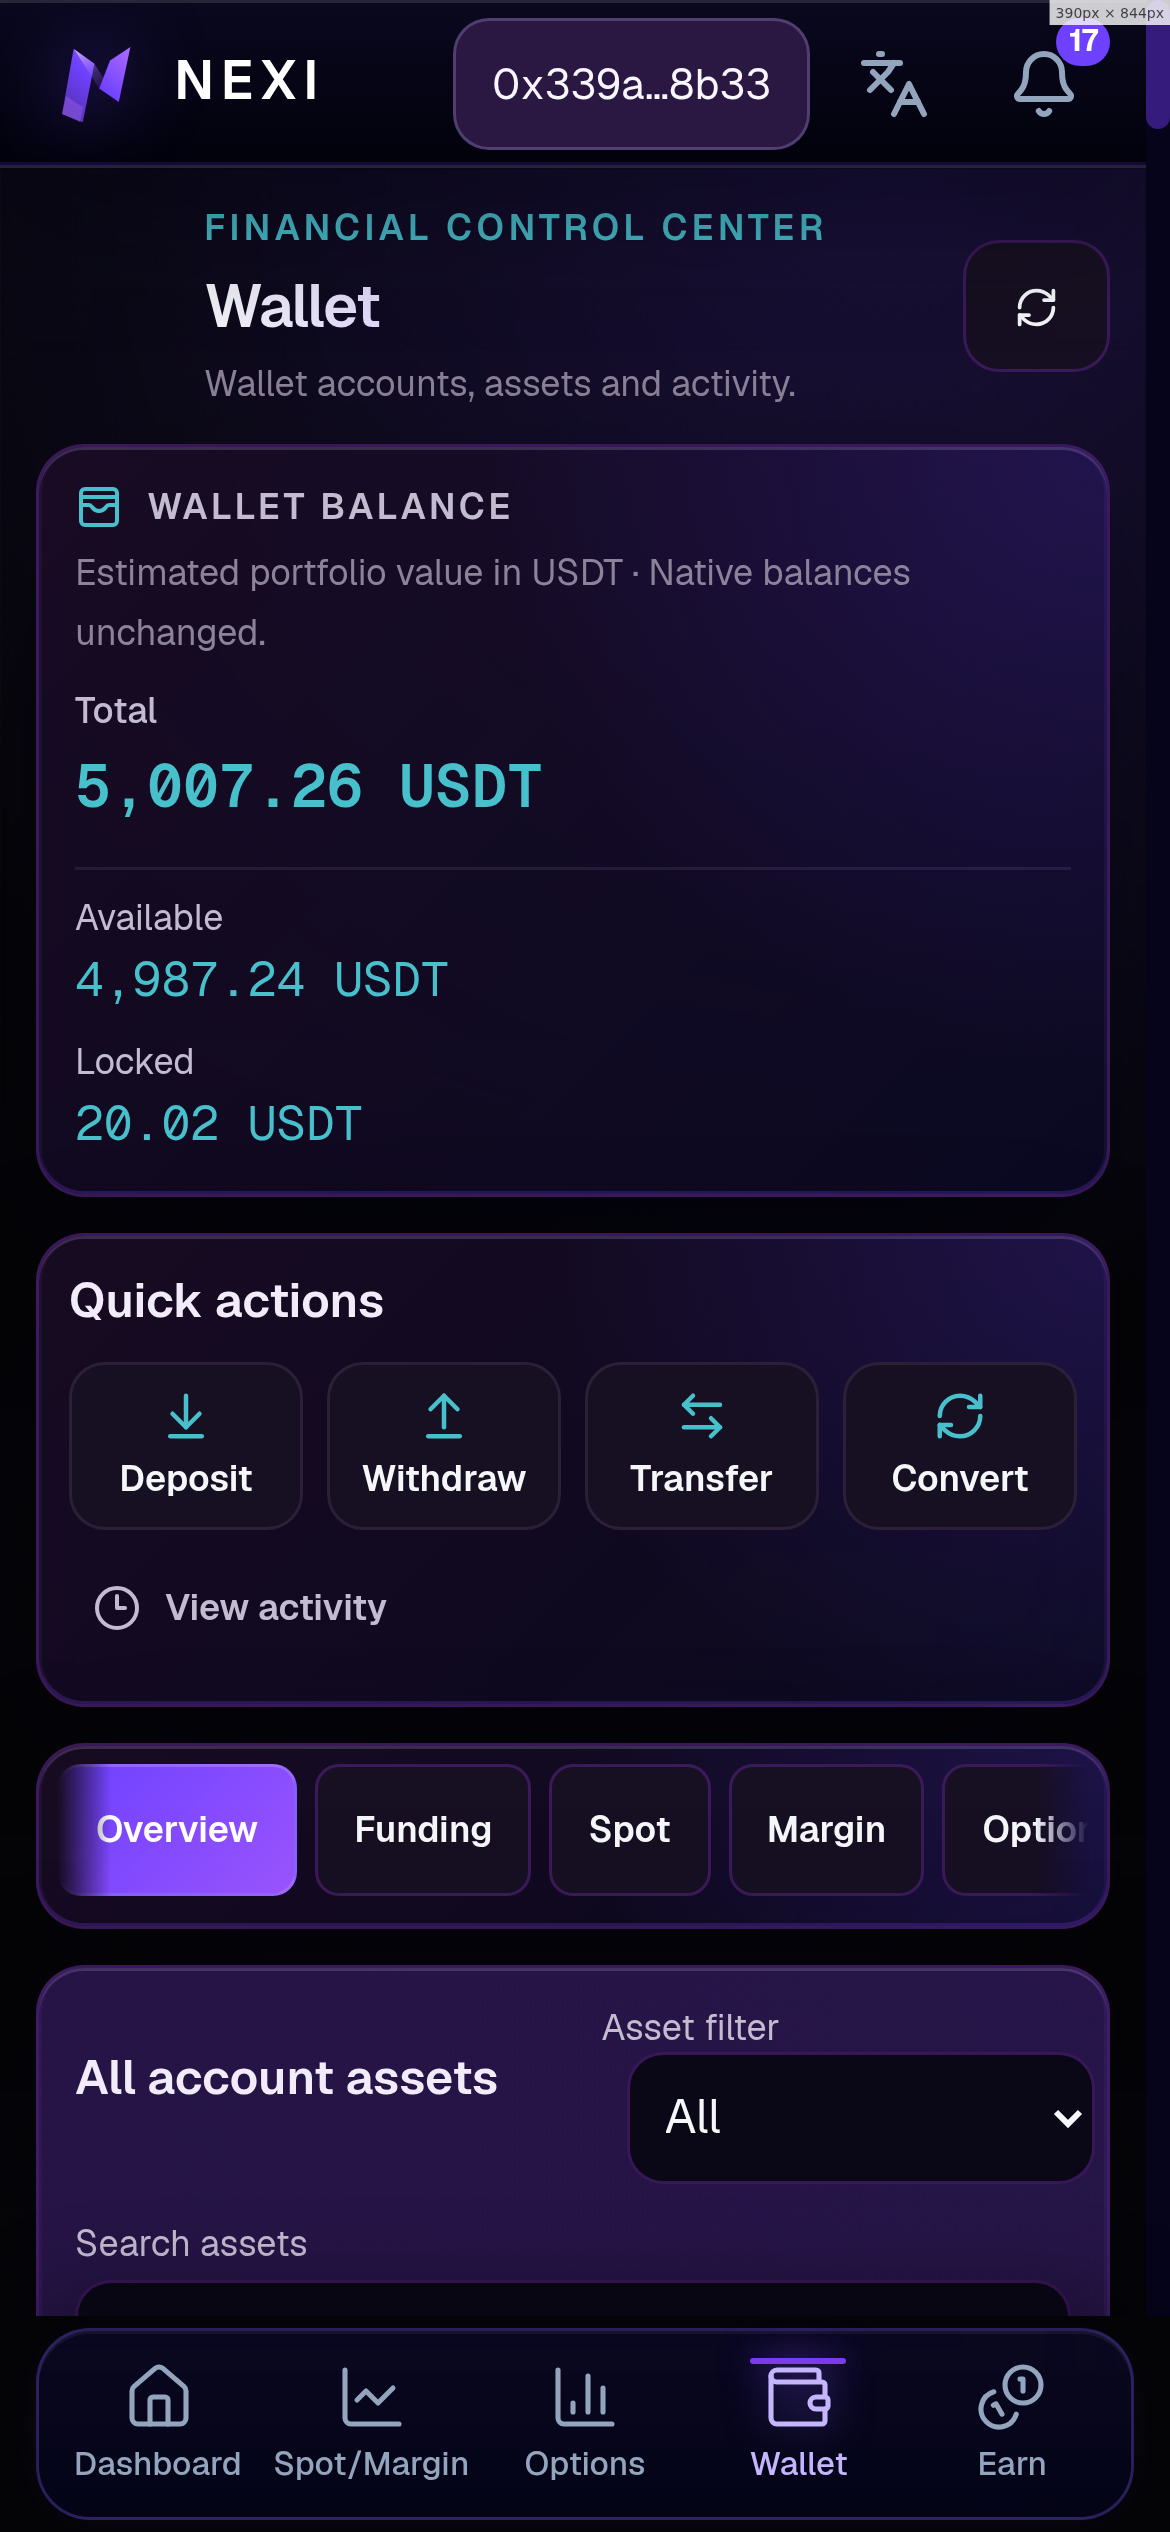 390px × 844px
NEXI
0x339a...8b33
17
FINANCIAL CONTROL CENTER
Wallet
Wallet accounts, assets and activity.
WALLET BALANCE
Estimated portfolio value in USDT · Native balances
unchanged.
Total
5,007.26 USDT
Available
4,987.24 USDT
Locked
20.02 USDT
Quick actions
Deposit
Withdraw
Transfer
Convert
View activity
Overview
Funding
Spot
Margin
Option
Asset filter
All account assets
All
Search assets
Dashboard
Spot/Margin
Options
Wallet
Earn